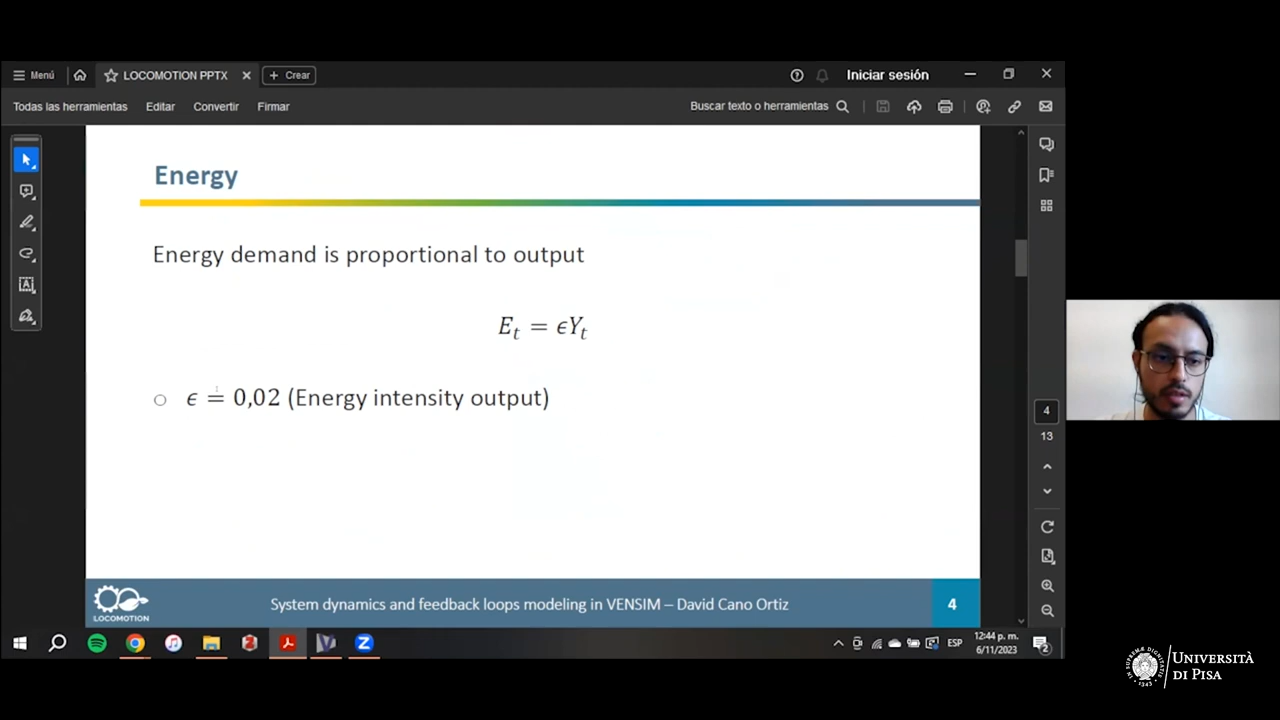 Menú
LOCOMOTION PPTX
Crear
Iniciar sesión
Todas las herramientas
Editar
Convertir
Firmar
Buscar texto o herramientas
Energy
Energy demand is proportional to output
E_t = ϵY_t
ϵ = 0,02 (Energy intensity output)
4
13
LOCOMOTION
System dynamics and feedback loops modeling in VENSIM – David Cano Ortiz
4
ESP
12:44 p. m.
6/11/2023
2
UNIVERSITÀ
DI PISA